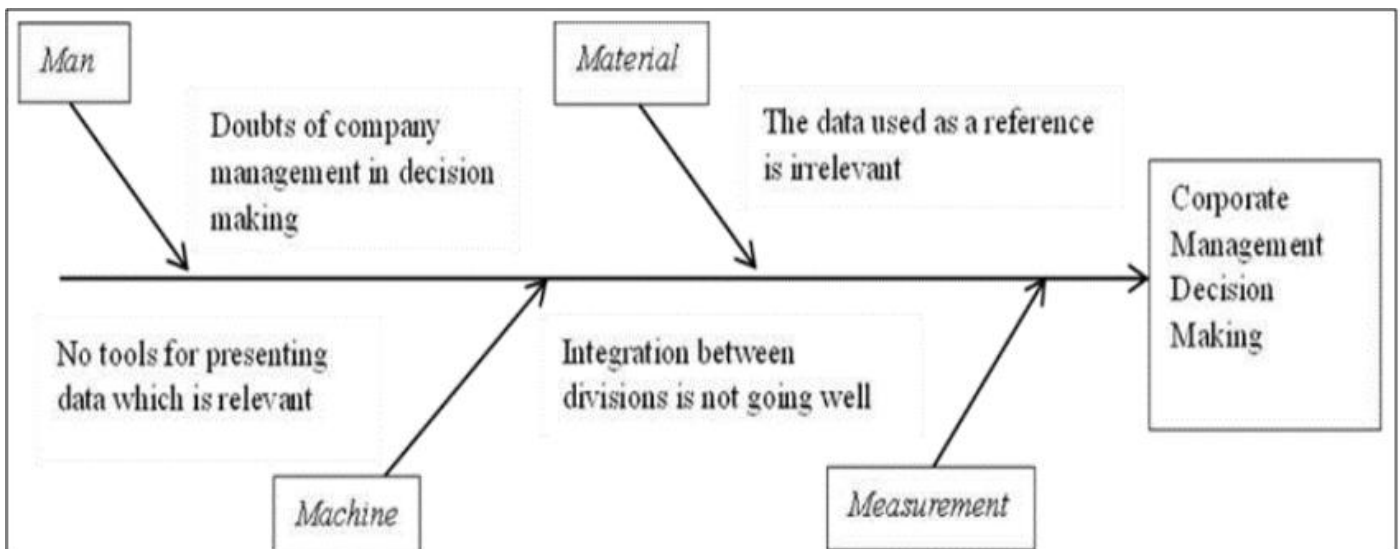 Man
Material
Doubts of company
management in decision
making
The data used as a reference
is irrelevant
Corporate
Management
Decision
Making
No tools for presenting
data which is relevant
Integration between
divisions is not going well
Machine
Measurement